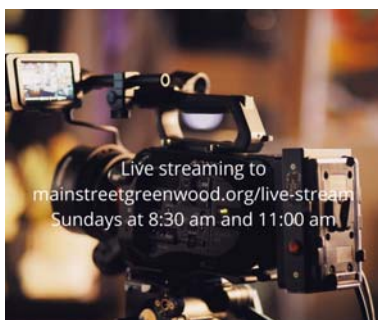 Live streaming to
mainstreetgreenwood.org/live-stream
Sundays at 8:30 am and 11:00 am